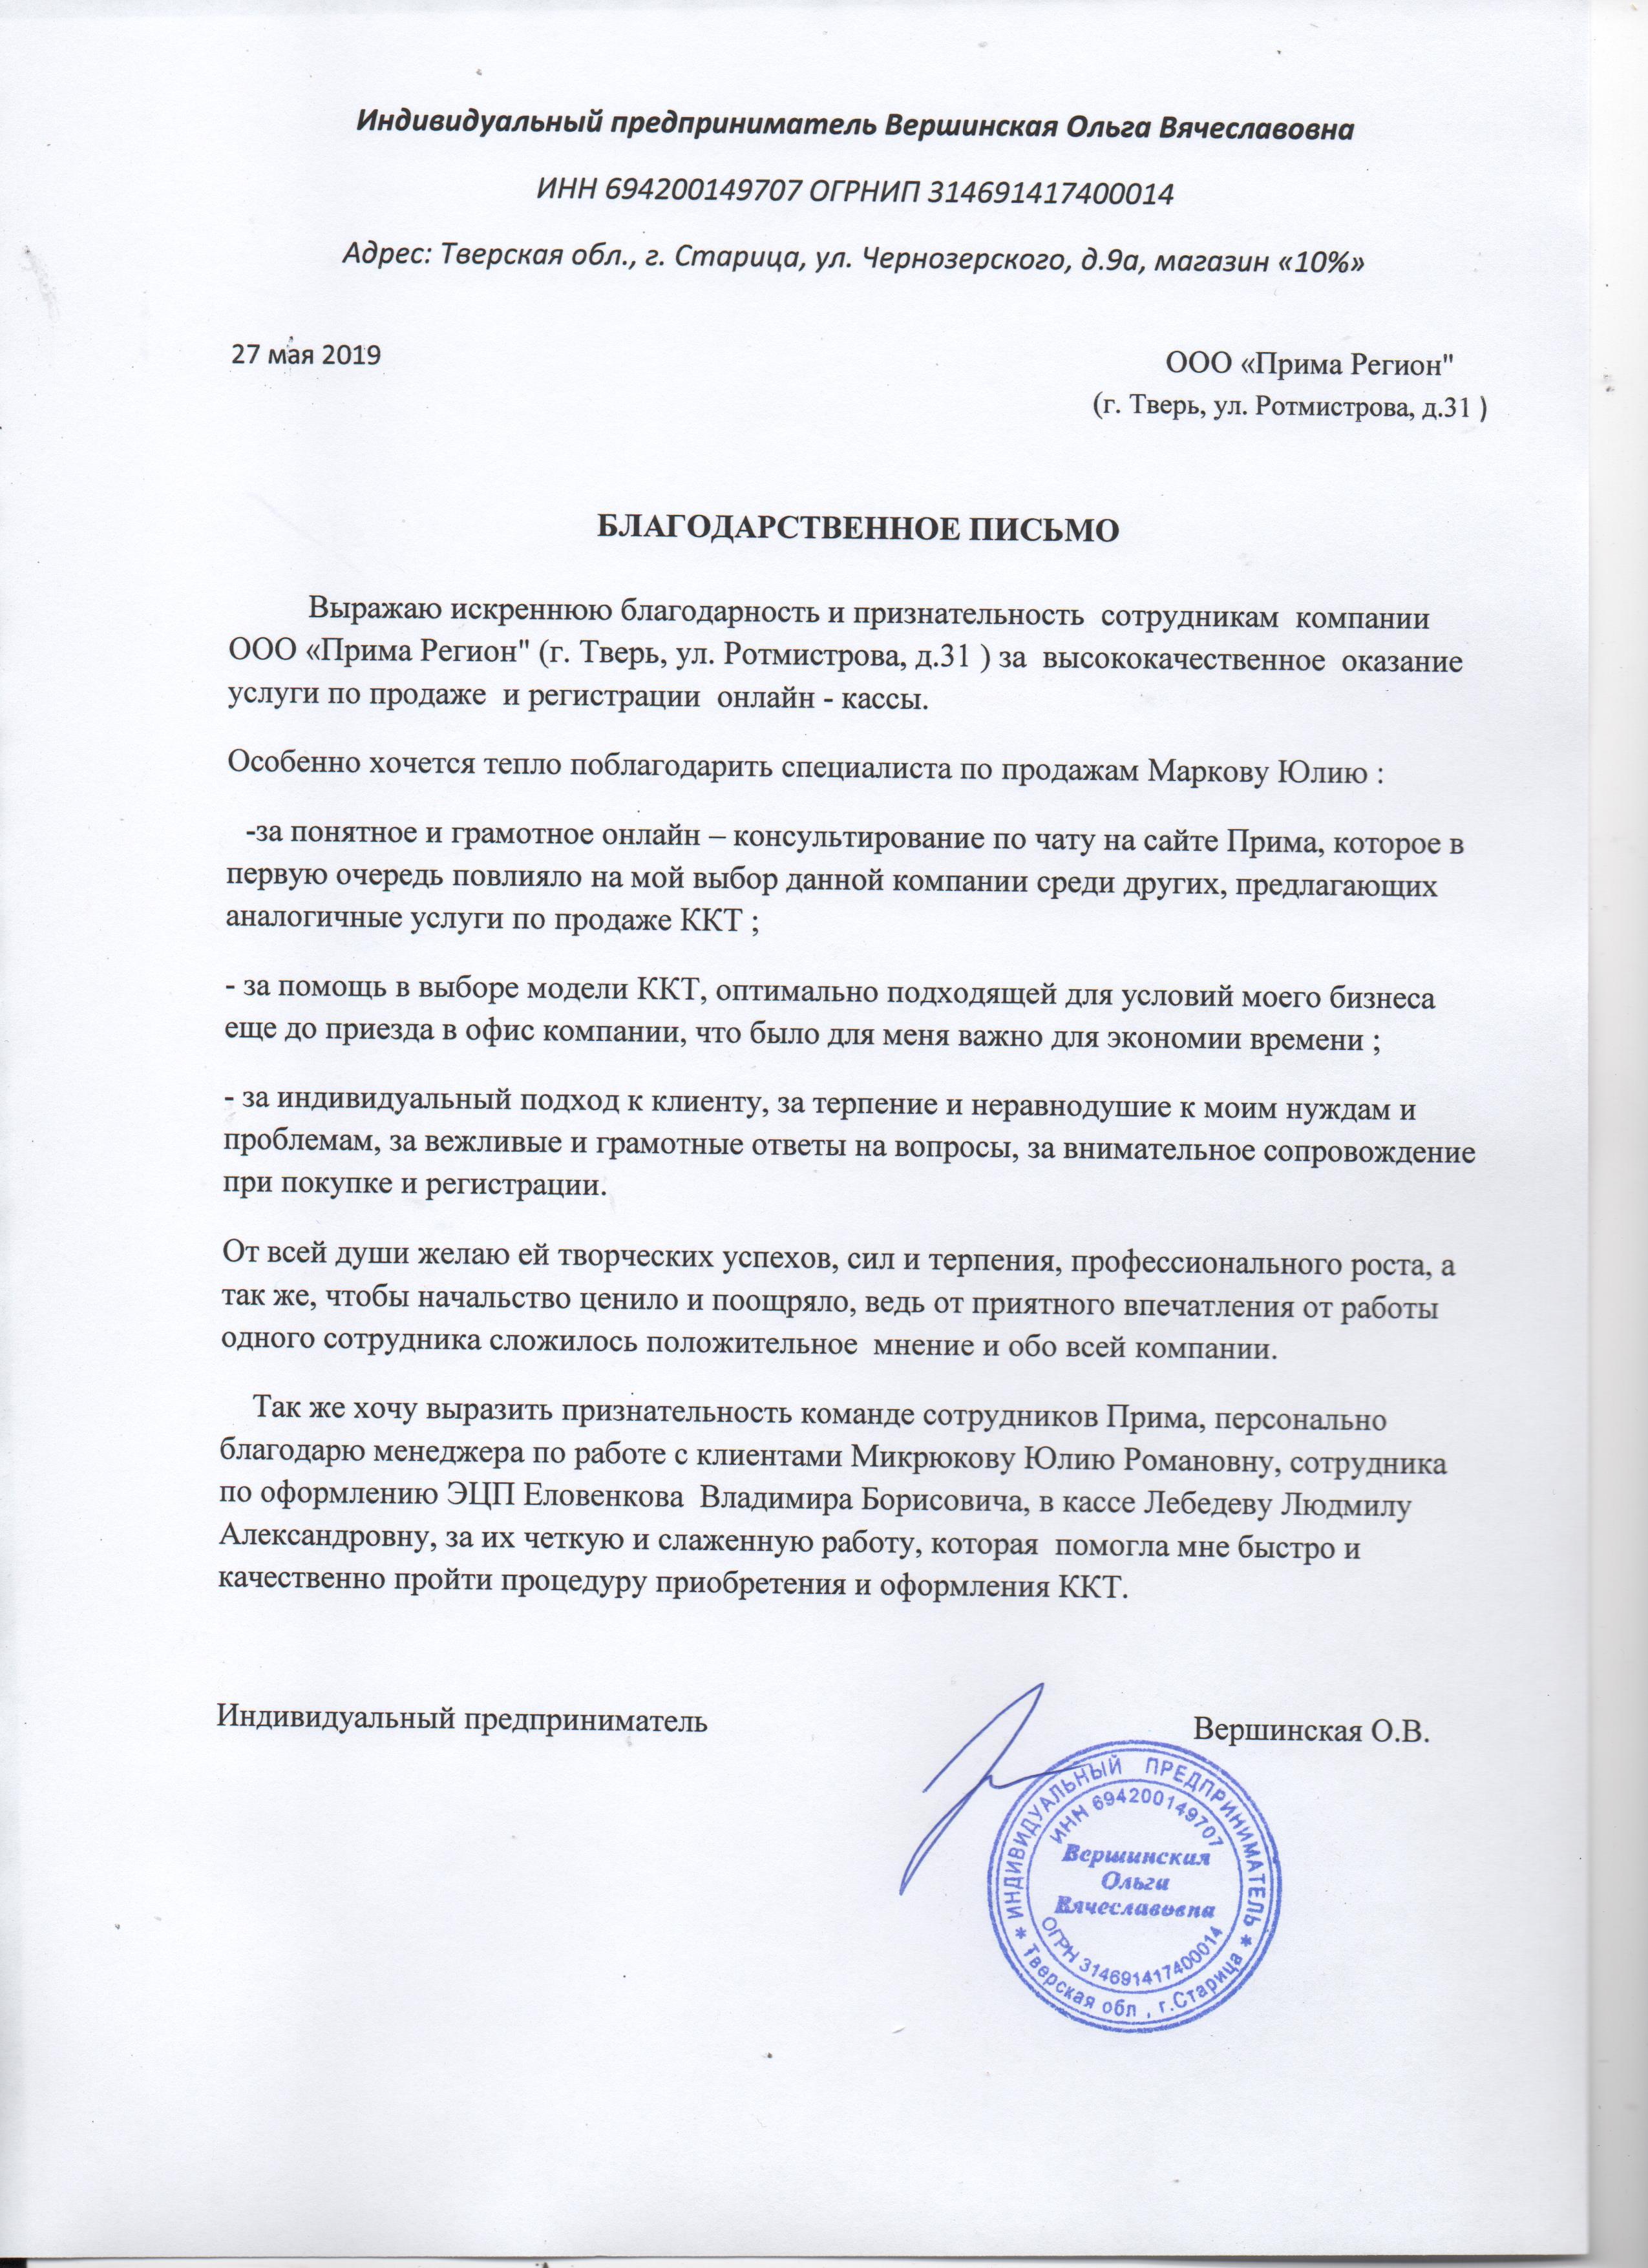 Индивидуальный предприниматель Вершинская Ольга Вячеславовна
ИНН 694200149707 ОГРНИП 314691417400014
Адрес: Тверская обл., г. Старица, ул. Чернозерского, д.9а, магазин «10%»
27 мая 2019
ООО «Прима Регион"
(г. Тверь, ул. Ротмистрова, д.31 )
БЛАГОДАРСТВЕННОЕ ПИСЬМО
Выражаю искреннюю благодарность и признательность сотрудникам компании
ООО «Прима Регион" (г. Тверь, ул. Ротмистрова, д.31 ) за высококачественное оказание
услуги по продаже и регистрации онлайн - кассы.
Особенно хочется тепло поблагодарить специалиста по продажам Маркову Юлию :
-за понятное и грамотное онлайн – консультирование по чату на сайте Прима, которое в
первую очередь повлияло на мой выбор данной компании среди других, предлагающих
аналогичные услуги по продаже ККТ ;
- за помощь в выборе модели ККТ, оптимально подходящей для условий моего бизнеса
еще до приезда в офис компании, что было для меня важно для экономии времени ;
- за индивидуальный подход к клиенту, за терпение и неравнодушие к моим нуждам и
проблемам, за вежливые и грамотные ответы на вопросы, за внимательное сопровождение
при покупке и регистрации.
От всей души желаю ей творческих успехов, сил и терпения, профессионального роста, а
так же, чтобы начальство ценило и поощряло, ведь от приятного впечатления от работы
одного сотрудника сложилось положительное мнение и обо всей компании.
Так же хочу выразить признательность команде сотрудников Прима, персонально
благодарю менеджера по работе с клиентами Микрюкову Юлию Романовну, сотрудника
по оформлению ЭЦП Еловенкова Владимира Борисовича, в кассе Лебедеву Людмилу
Александровну, за их четкую и слаженную работу, которая помогла мне быстро и
качественно пройти процедуру приобретения и оформления ККТ.
Индивидуальный предприниматель
Вершинская О.В.
ИНДИВИДУАЛЬНЫЙ ПРЕДПРИНИМАТЕЛЬ
ИНН 694200149707
Вершинская
Ольга
Вячеславовна
ОГРН 314691417400014
* Тверская обл , г.Старица *